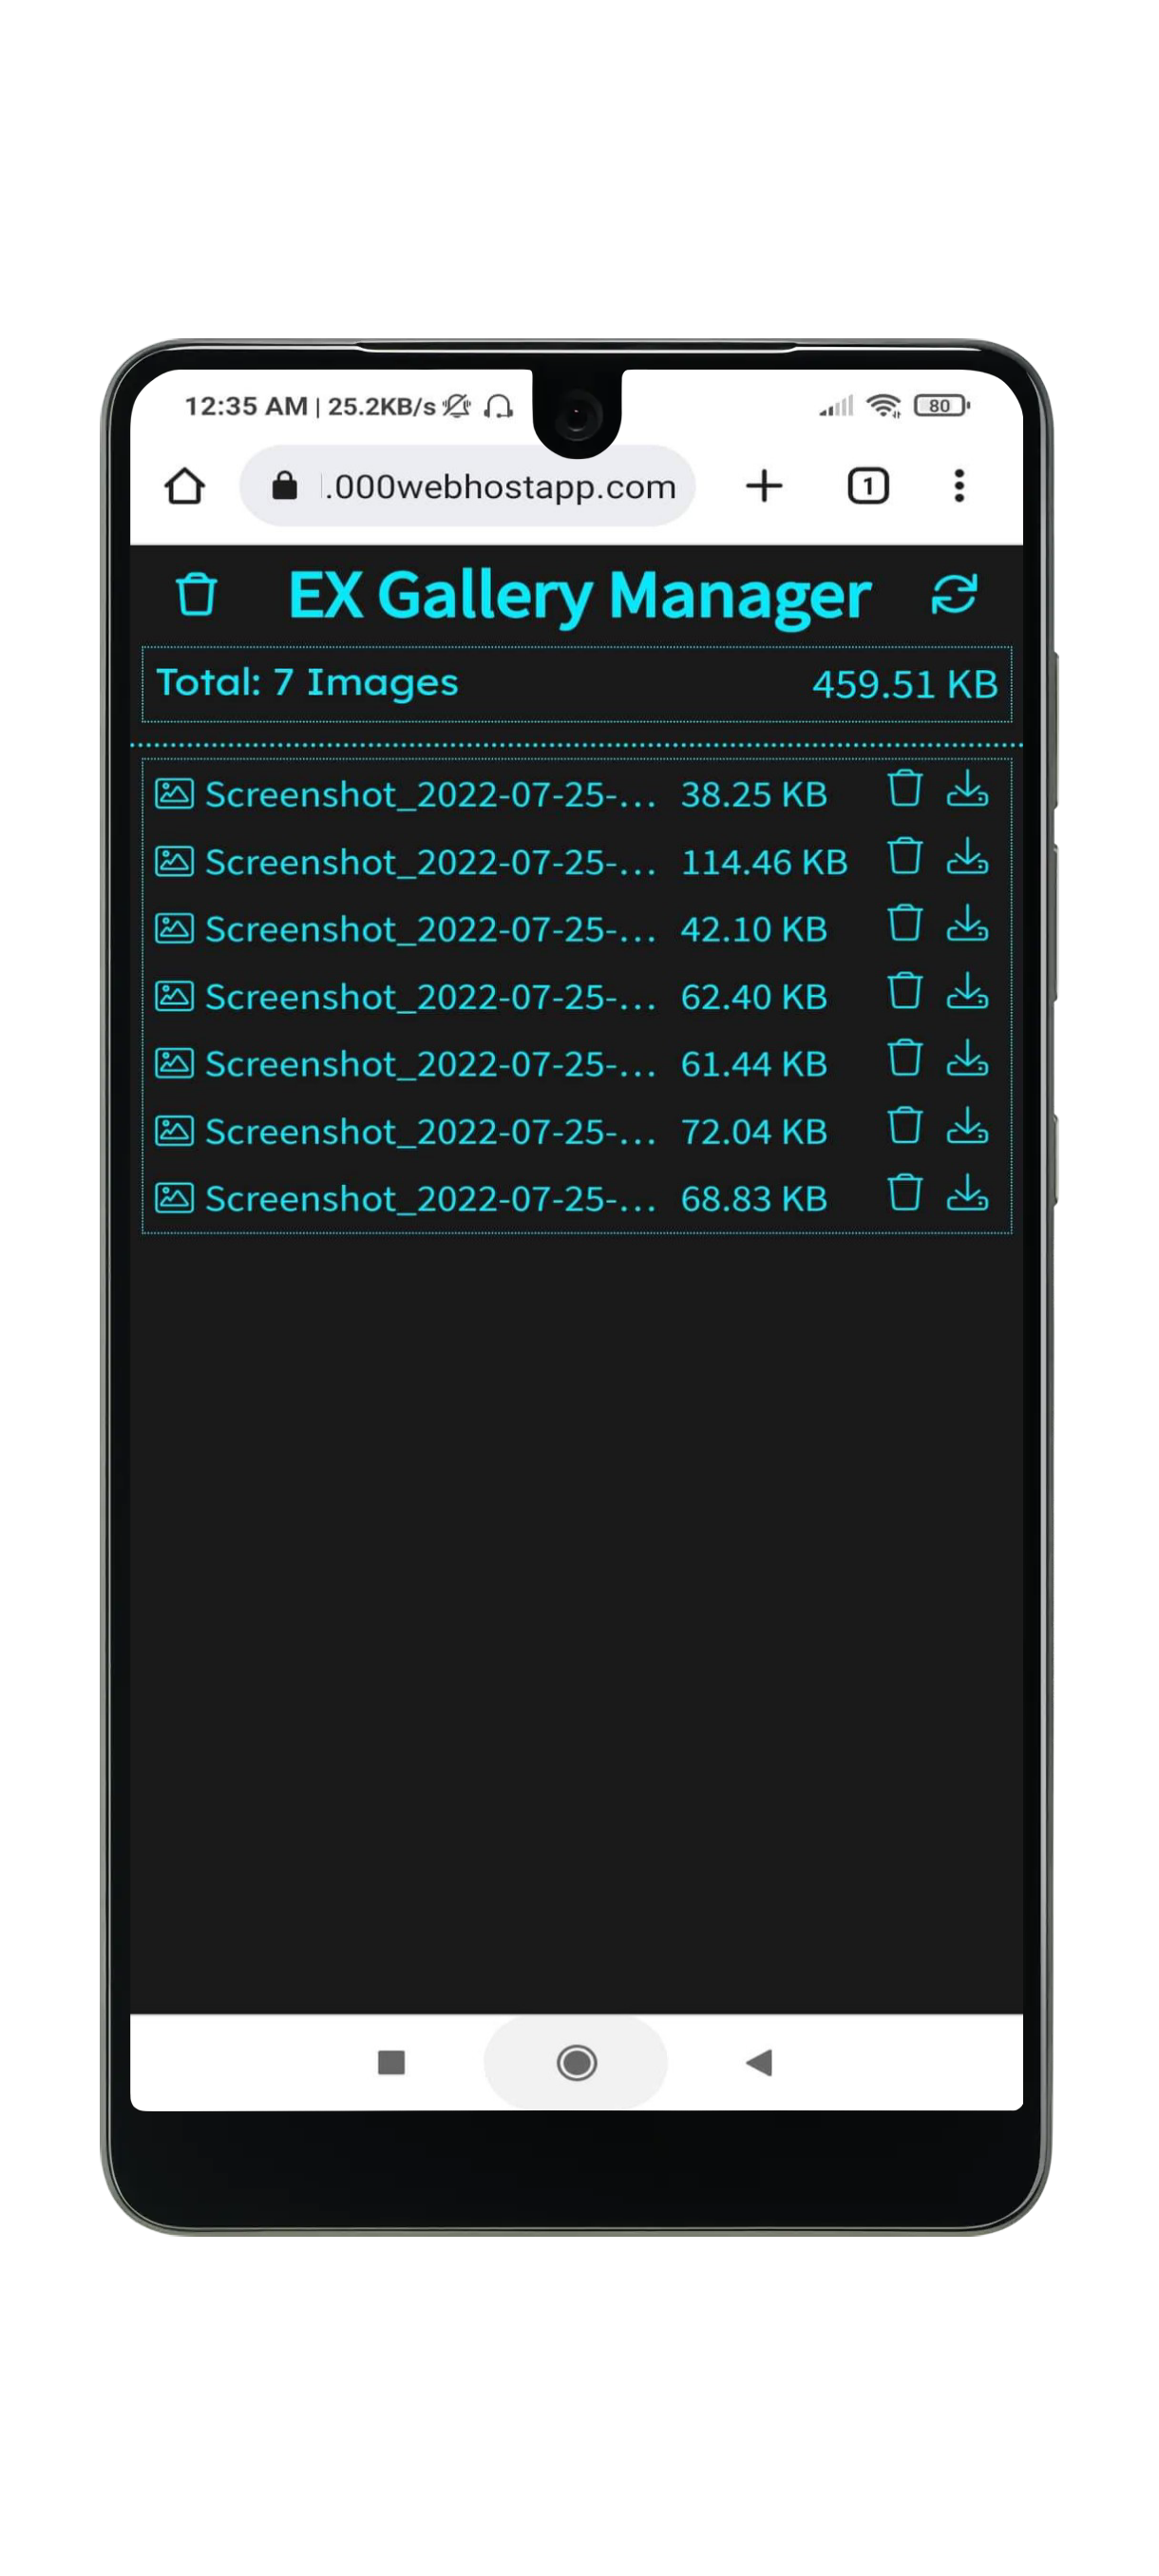 12:35 AM | 25.2KB/s 80
.000webhostapp.com 1
EX Gallery Manager
Total: 7 Images 459.51 KB
Screenshot_2022-07-25-... 38.25 KB
Screenshot_2022-07-25-... 114.46 KB
Screenshot_2022-07-25-... 42.10 KB
Screenshot_2022-07-25-... 62.40 KB
Screenshot_2022-07-25-... 61.44 KB
Screenshot_2022-07-25-... 72.04 KB
Screenshot_2022-07-25-... 68.83 KB